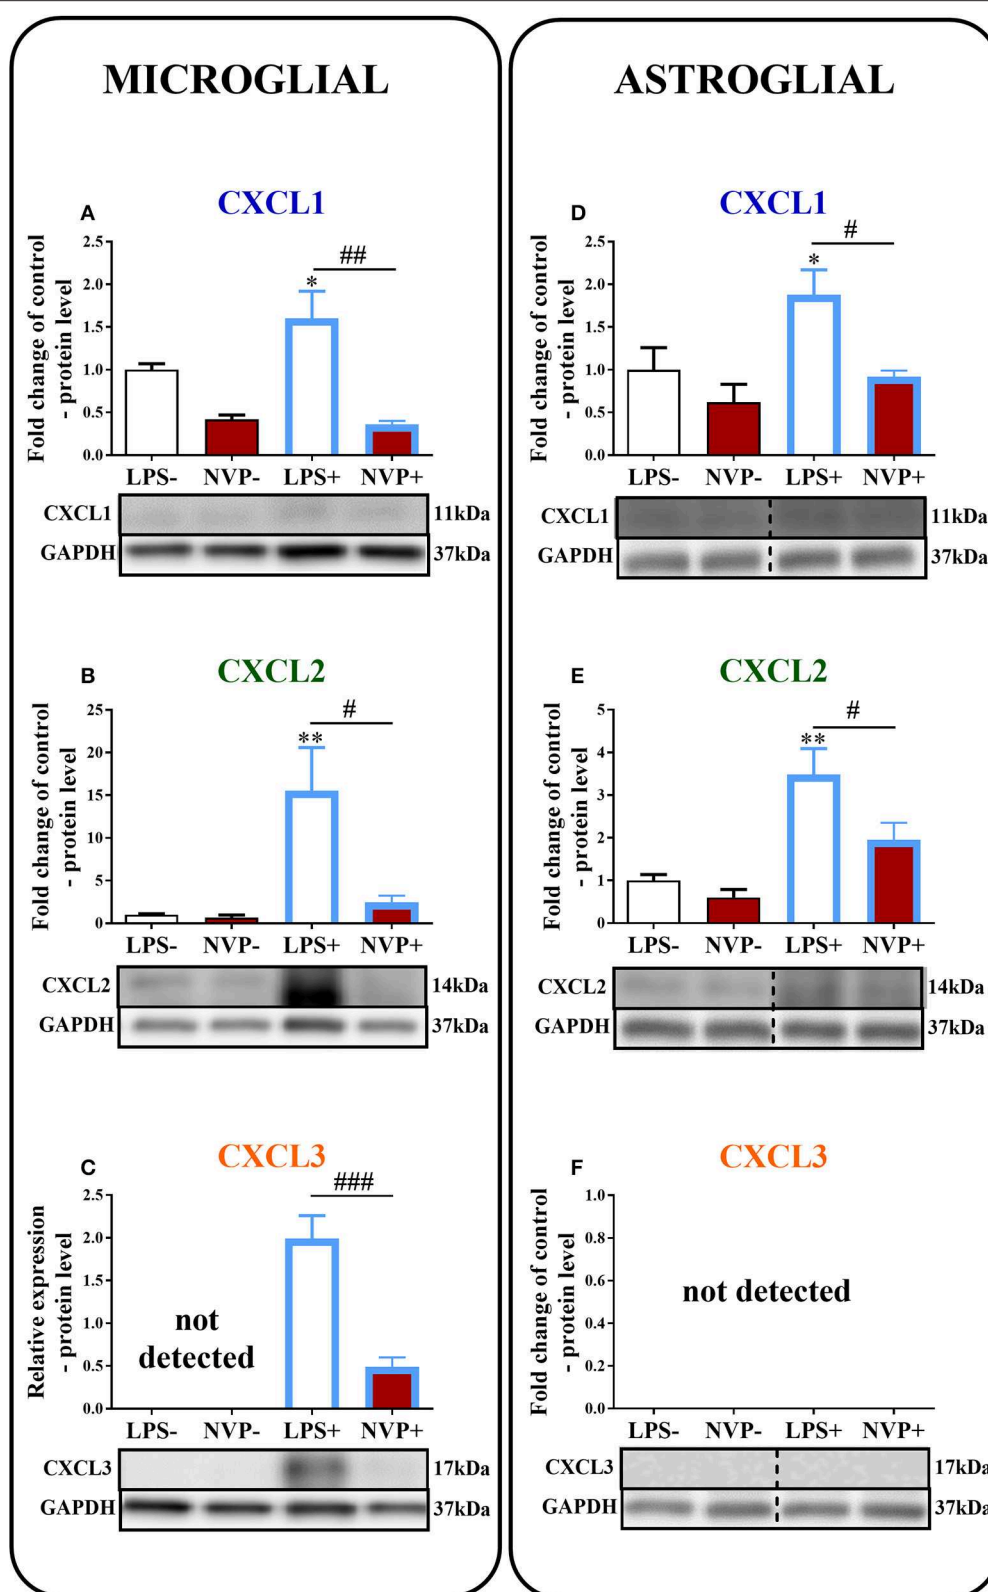 MICROGLIAL
A
CXCL1
Fold change of control
- protein level
2.5
2.0
1.5
1.0
0.5
0.0
##
*
LPS- NVP- LPS+ NVP+
CXCL1 11kDa
GAPDH 37kDa
B
CXCL2
Fold change of control
- protein level
25
20
15
10
5
0
#
**
LPS- NVP- LPS+ NVP+
CXCL2 14kDa
GAPDH 37kDa
C
CXCL3
Relative expression
- protein level
2.5
2.0
1.5
1.0
0.5
0.0
###
not
detected
LPS- NVP- LPS+ NVP+
CXCL3 17kDa
GAPDH 37kDa
ASTROGLIAL
D
CXCL1
Fold change of control
- protein level
2.5
2.0
1.5
1.0
0.5
0.0
#
*
LPS- NVP- LPS+ NVP+
CXCL1 11kDa
GAPDH 37kDa
E
CXCL2
Fold change of control
- protein level
5
4
3
2
1
0
#
**
LPS- NVP- LPS+ NVP+
CXCL2 14kDa
GAPDH 37kDa
F
CXCL3
Fold change of control
- protein level
1.0
0.8
0.6
0.4
0.2
0.0
not detected
LPS- NVP- LPS+ NVP+
CXCL3 17kDa
GAPDH 37kDa